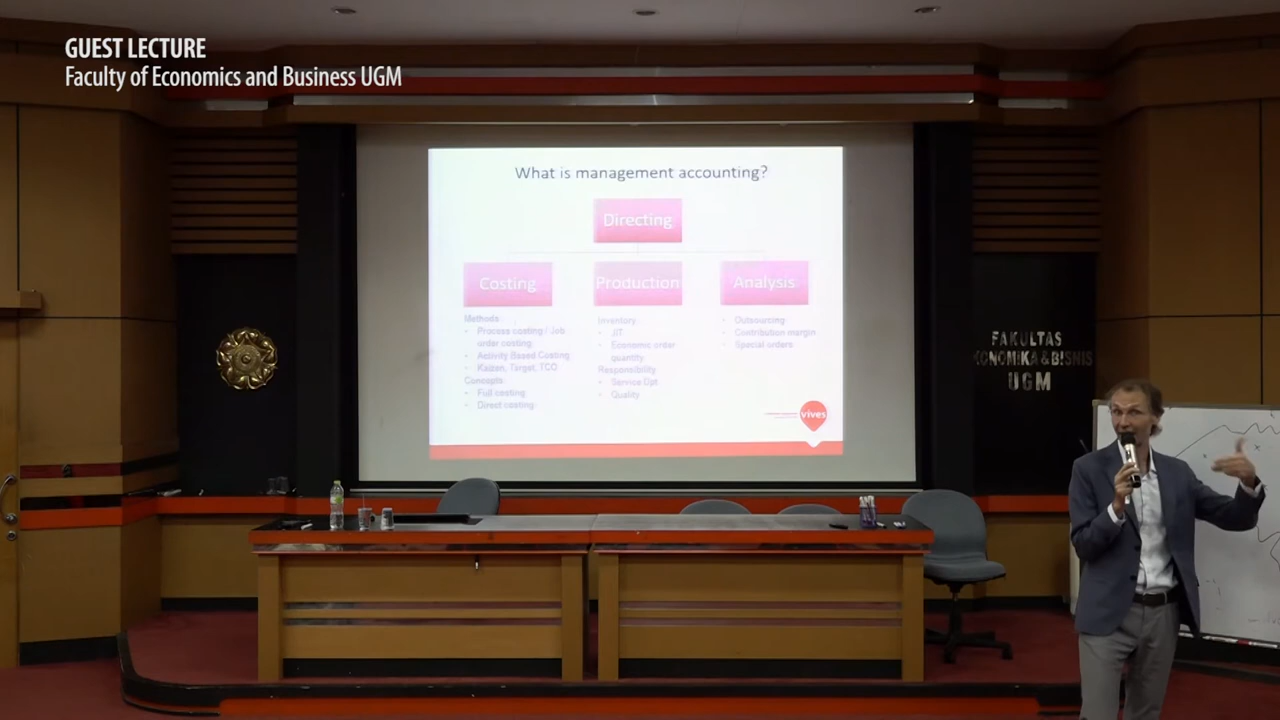 GUEST LECTURE
Faculty of Economics and Business UGM
What is management accounting?
Directing
Costing
Methods
• Process costing / Job
order costing
• Activity Based Costing
• Kaizen, Target, TCO
Concepts
• Full costing
• Direct costing
Production
Inventory
• JIT
• Economic order
quantity
Responsibility
• Service Dpt
• Quality
Analysis
• Outsourcing
• Contribution margin
• Special orders
vives
FAKULTAS
KONOMIKA & BISNIS
UGM